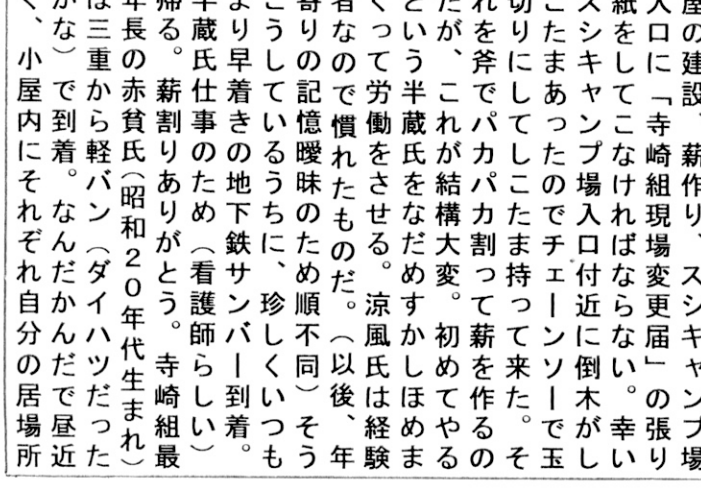 屋の建設、薪作り、スシキャンプ場
入口に「寺崎組現場変更届」の張り
紙をしてこなければならない。幸い
スシキャンプ場入口付近に倒木がし
こたまあったのでチェーンソーで玉
切りにしてしこたま持って来た。そ
れを斧でパカパカ割って薪を作るの
だが、これが結構大変。初めてやる
という半蔵氏をなだめすかしほめま
くって労働をさせる。涼風氏は経験
者なので慣れたものだ。（以後、年
寄りの記憶曖昧のため順不同）そう
こうしているうちに、珍しくいつも
より早着きの地下鉄サンバー到着。
半蔵氏仕事のため（看護師らしい）
帰る。薪割りありがとう。寺崎組最
年長の赤貧氏（昭和２０年代生まれ）
は三重から軽バン（ダイハツだった
かな）で到着。なんだかんだで昼近
く、小屋内にそれぞれ自分の居場所